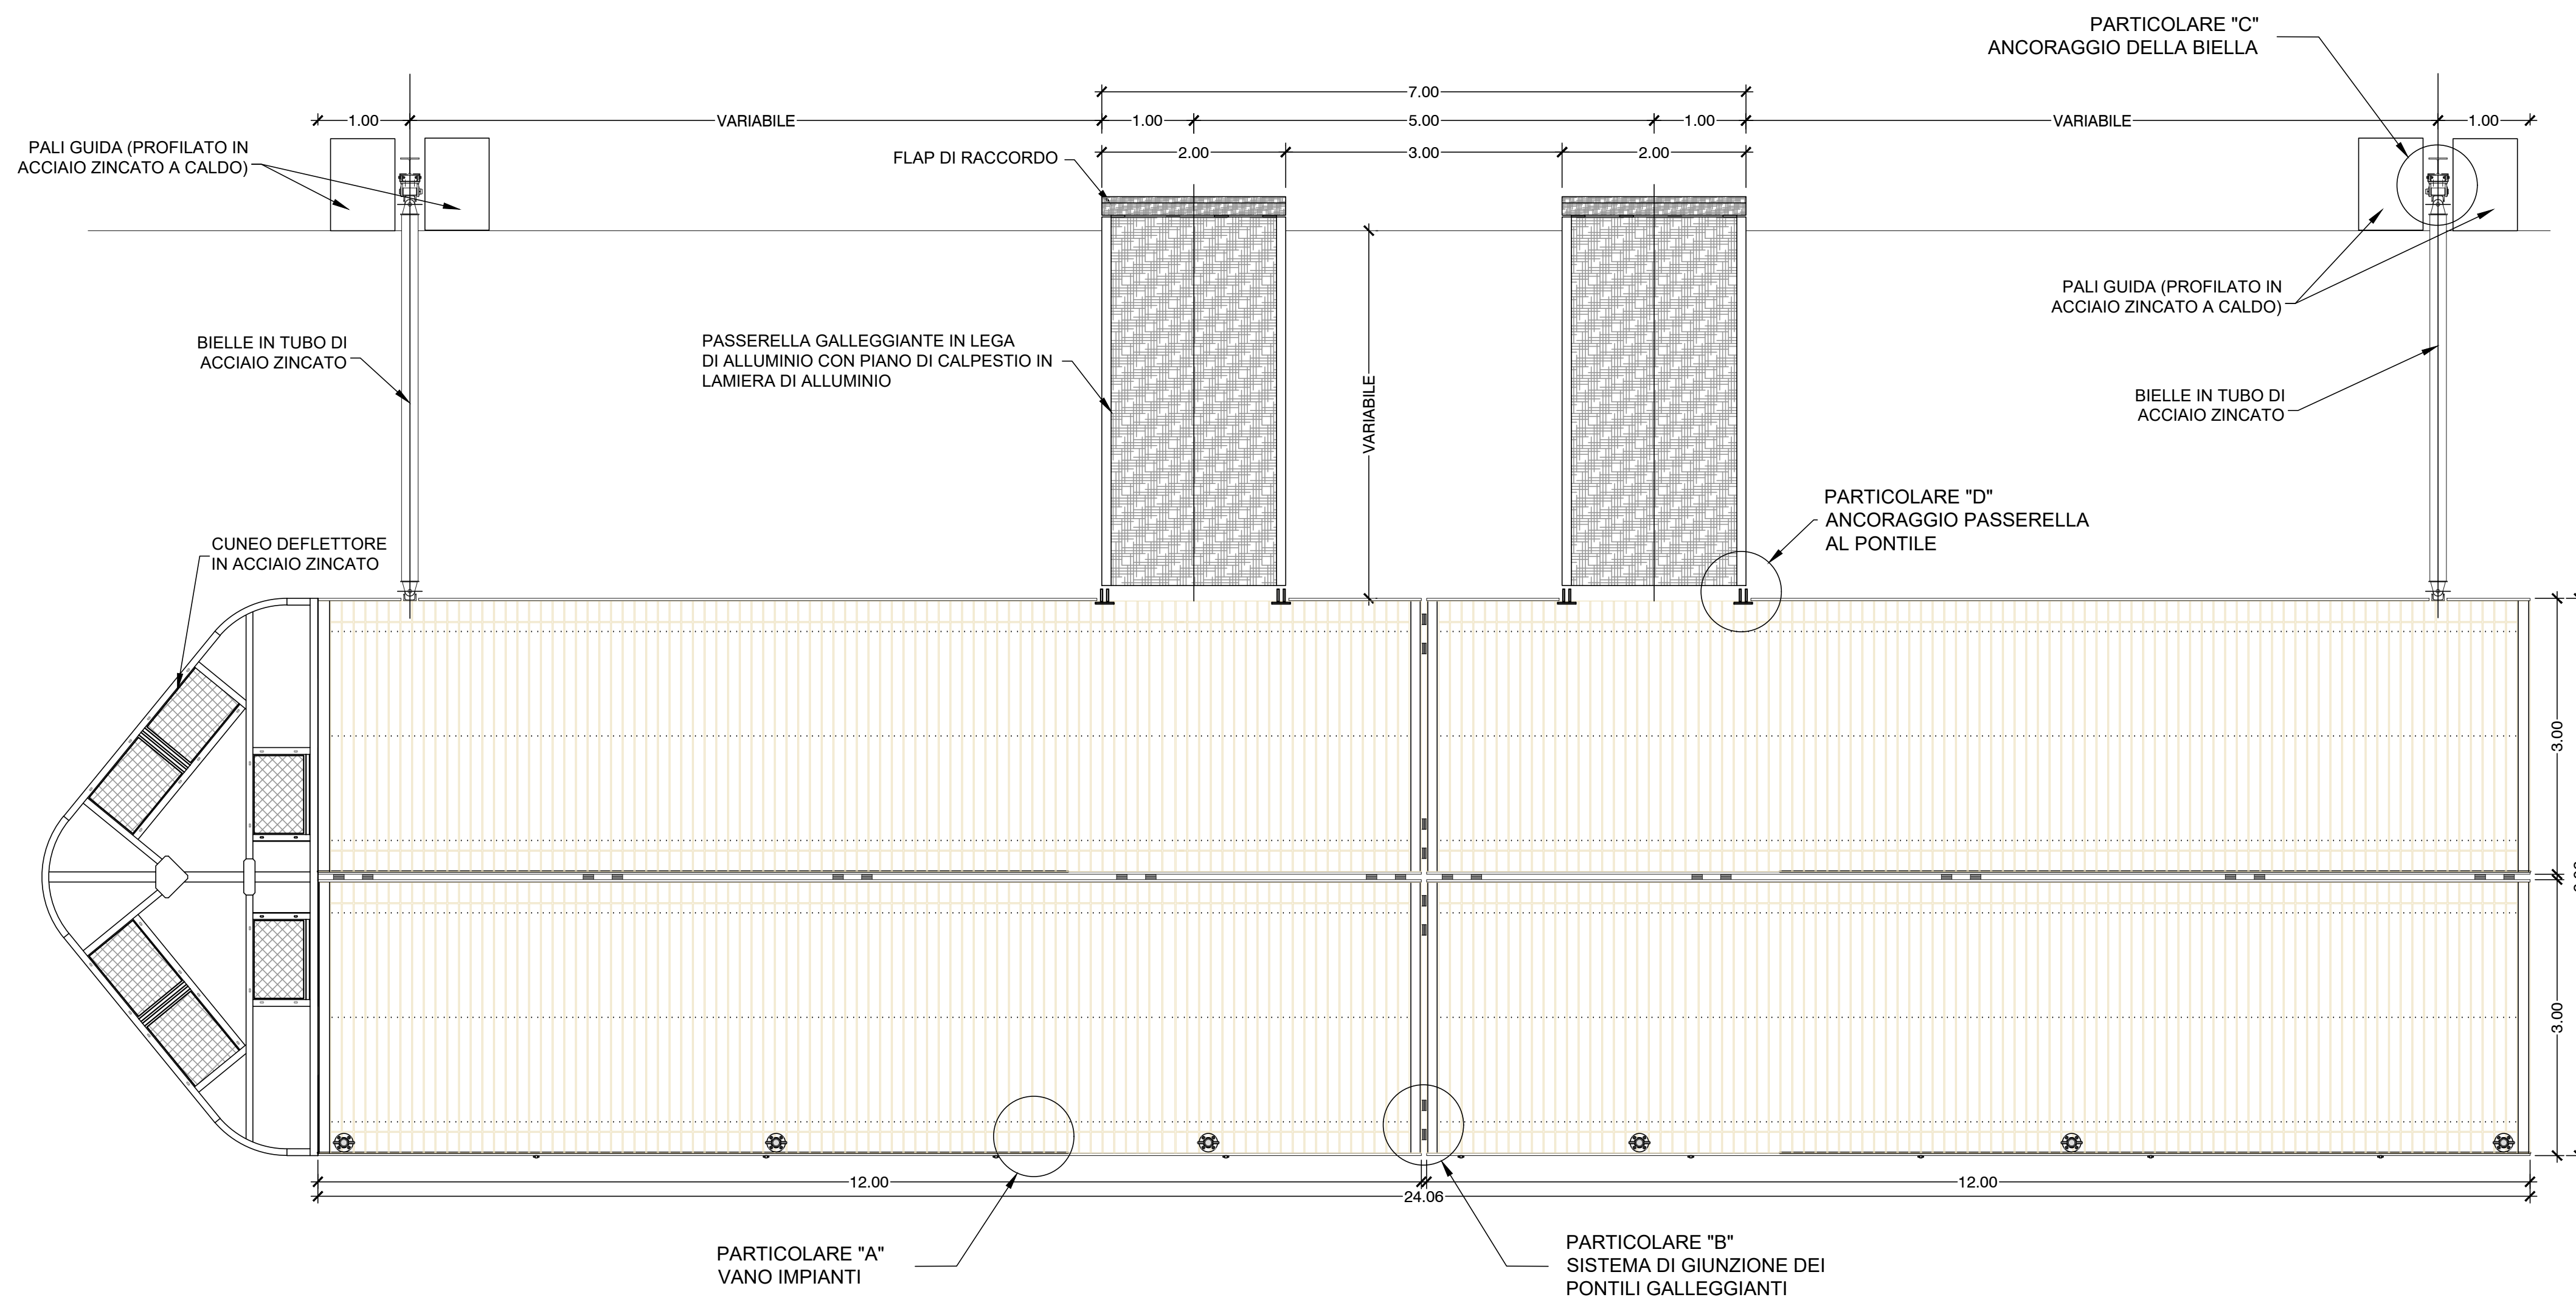 PARTICOLARE "C"
ANCORAGGIO DELLA BIELLA
7.00
1.00
VARIABILE
1.00
5.00
1.00
VARIABILE
1.00
PALI GUIDA (PROFILATO IN
ACCIAIO ZINCATO A CALDO)
FLAP DI RACCORDO
2.00
3.00
2.00
PALI GUIDA (PROFILATO IN
ACCIAIO ZINCATO A CALDO)
BIELLE IN TUBO DI
ACCIAIO ZINCATO
PASSERELLA GALLEGGIANTE IN LEGA
DI ALLUMINIO CON PIANO DI CALPESTIO IN
LAMIERA DI ALLUMINIO
VARIABILE
BIELLE IN TUBO DI
ACCIAIO ZINCATO
PARTICOLARE "D"
ANCORAGGIO PASSERELLA
AL PONTILE
CUNEO DEFLETTORE
IN ACCIAIO ZINCATO
3.00
3.00
12.00
12.00
24.06
PARTICOLARE "A"
VANO IMPIANTI
PARTICOLARE "B"
SISTEMA DI GIUNZIONE DEI
PONTILI GALLEGGIANTI